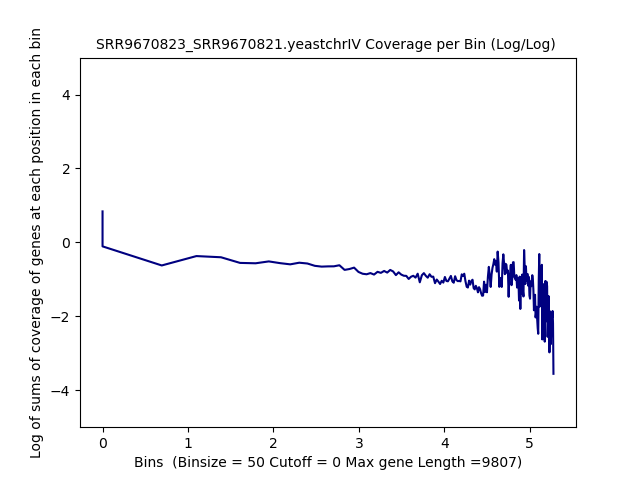 SRR9670823_SRR9670821.yeastchrIV Coverage per Bin (Log/Log)
Log of sums of coverage of genes at each position in each bin
4
2
0
−2
−4
0 1 2 3 4 5
Bins  (Binsize = 50 Cutoff = 0 Max gene Length =9807)